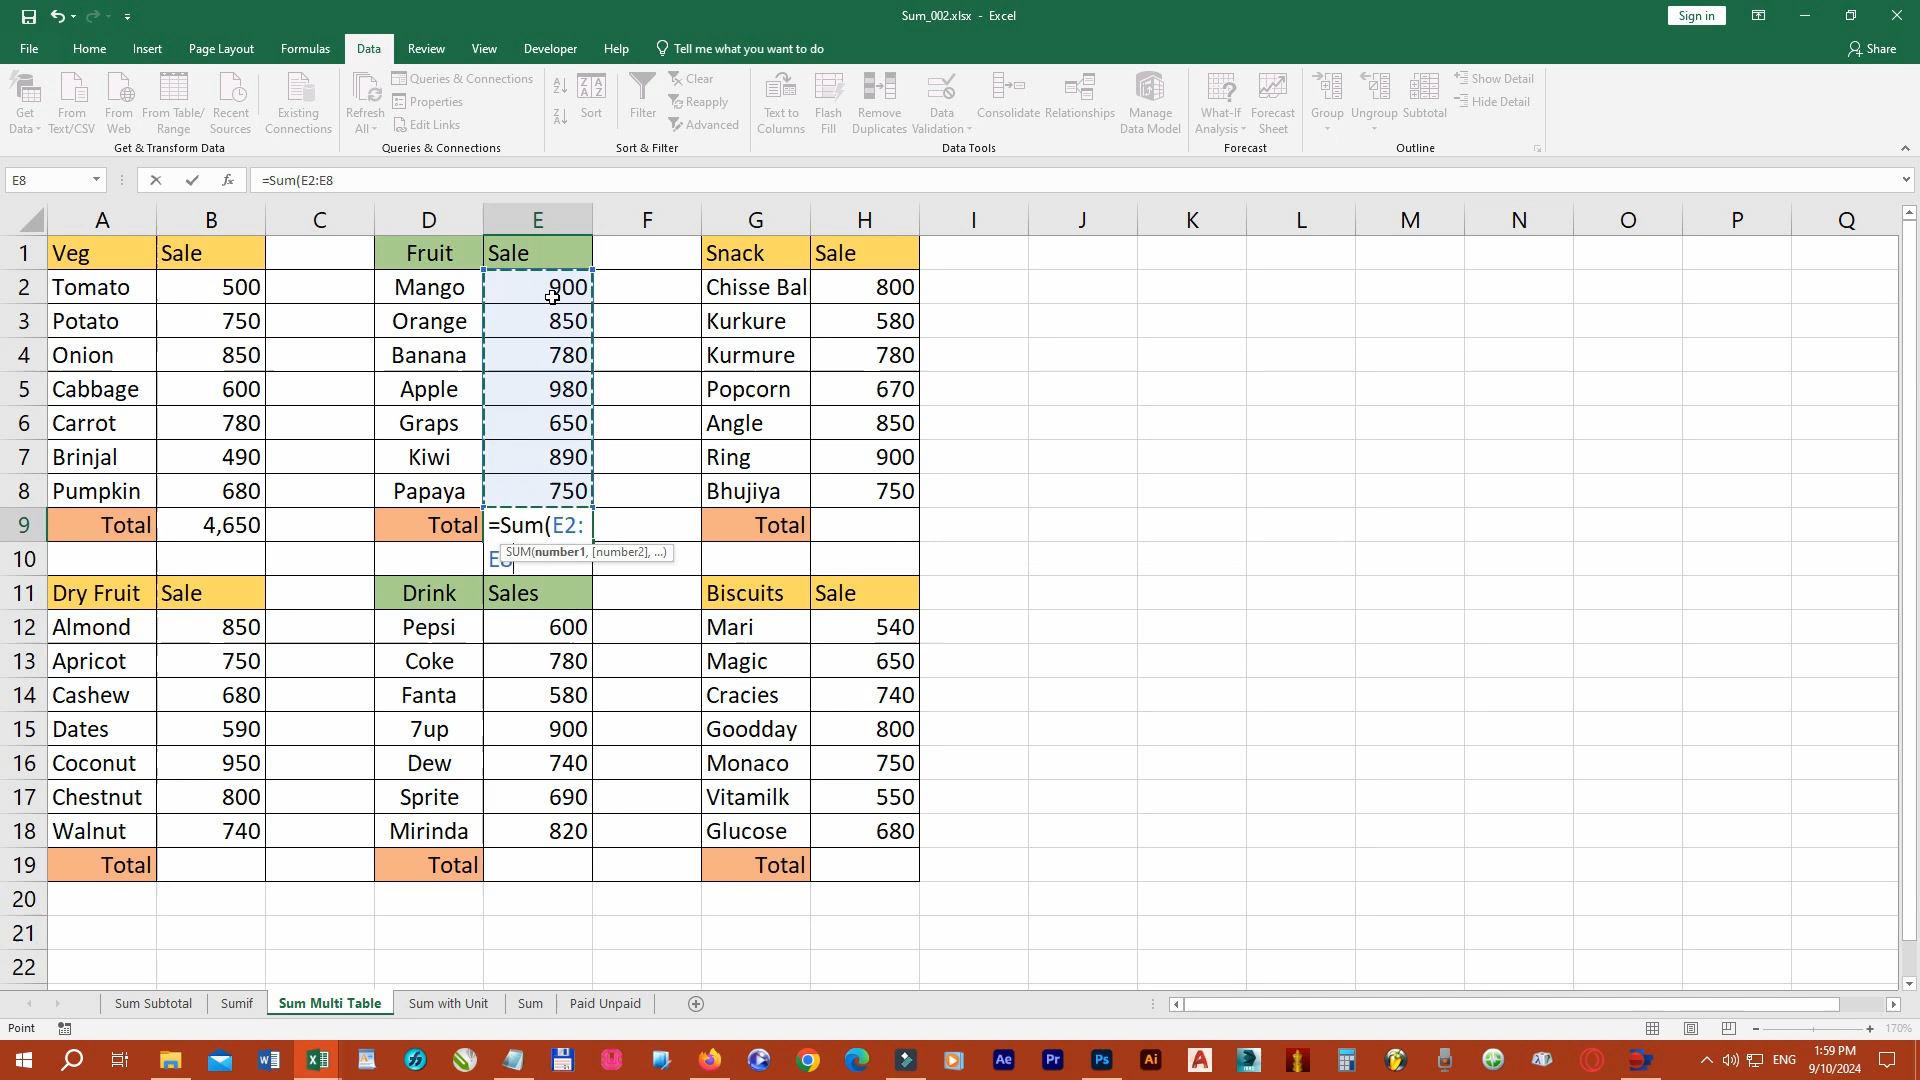 Sum_002.xlsx - Excel
Sign in
File Home Insert Page Layout Formulas Data Review View Developer Help Tell me what you want to do Share
Get Data
From Text/CSV
From Web
From Table/ Range
Recent Sources
Existing Connections
Get & Transform Data
Refresh All
Queries & Connections
Properties
Edit Links
Queries & Connections
Sort
Filter
Clear
Reapply
Advanced
Sort & Filter
Text to Columns
Flash Fill
Remove Duplicates
Data Validation
Consolidate
Relationships
Manage Data Model
Data Tools
What-If Analysis
Forecast Sheet
Forecast
Group
Ungroup
Subtotal
Show Detail
Hide Detail
Outline
E8 fx =Sum(E2:E8
A B C D E F G H I J K L M N O P Q
1 Veg Sale Fruit Sale Snack Sale
2 Tomato 500 Mango 900 Chisse Bal 800
3 Potato 750 Orange 850 Kurkure 580
4 Onion 850 Banana 780 Kurmure 780
5 Cabbage 600 Apple 980 Popcorn 670
6 Carrot 780 Graps 650 Angle 850
7 Brinjal 490 Kiwi 890 Ring 900
8 Pumpkin 680 Papaya 750 Bhujiya 750
9 Total 4,650 Total =Sum(E2: Total
10 E8 SUM(number1, [number2], ...)
11 Dry Fruit Sale Drink Sales Biscuits Sale
12 Almond 850 Pepsi 600 Mari 540
13 Apricot 750 Coke 780 Magic 650
14 Cashew 680 Fanta 580 Cracies 740
15 Dates 590 7up 900 Goodday 800
16 Coconut 950 Dew 740 Monaco 750
17 Chestnut 800 Sprite 690 Vitamilk 550
18 Walnut 740 Mirinda 820 Glucose 680
19 Total Total Total
20
21
22
Sum Subtotal Sumif Sum Multi Table Sum with Unit Sum Paid Unpaid
Point 170%
ENG 1:59 PM
9/10/2024